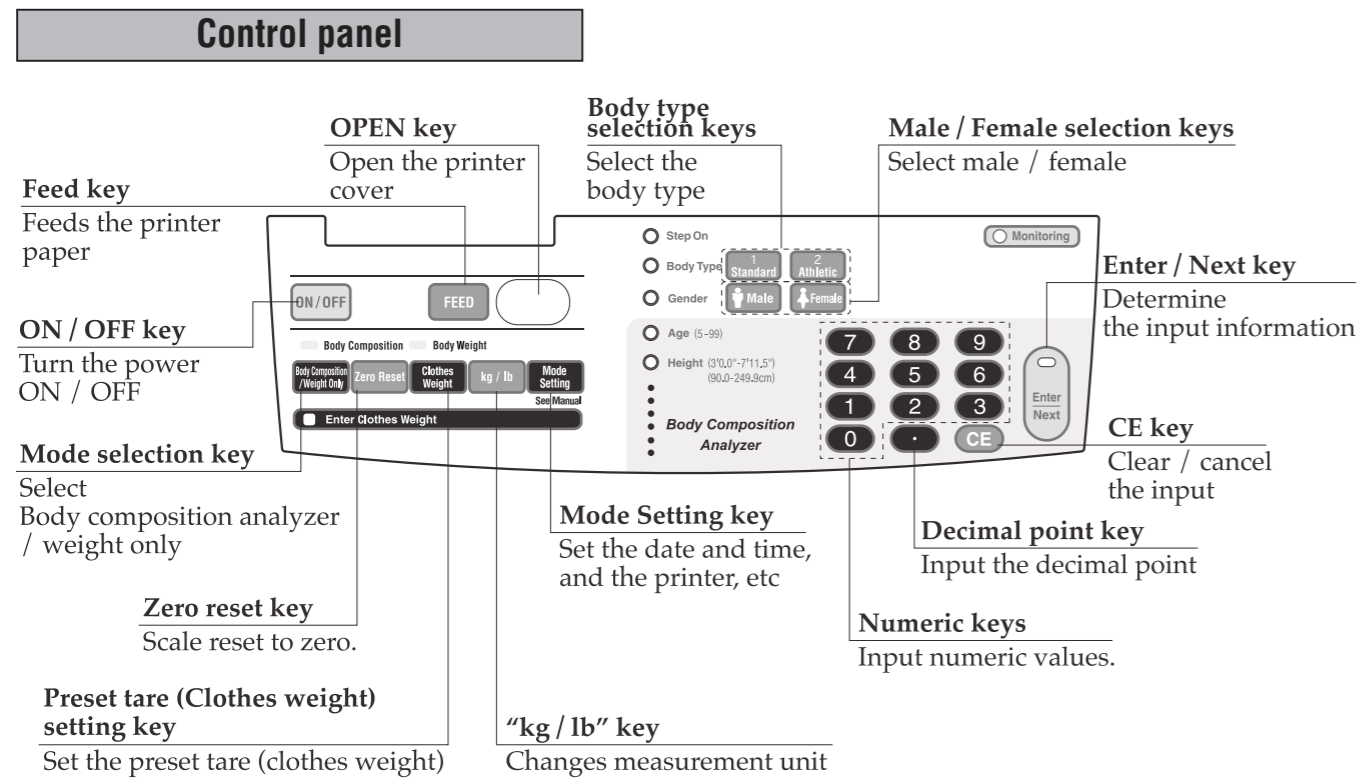 Control panel
OPEN key
Open the printer
cover
Body type
selection keys
Select the
body type
Male / Female selection keys
Select male / female
Feed key
Feeds the printer
paper
ON / OFF key
Turn the power
ON / OFF
Mode selection key
Select
Body composition analyzer
/ weight only
Zero reset key
Scale reset to zero.
Preset tare (Clothes weight)
setting key
Set the preset tare (clothes weight)
"kg / lb" key
Changes measurement unit
Mode Setting key
Set the date and time,
and the printer, etc
Numeric keys
Input numeric values.
Decimal point key
Input the decimal point
CE key
Clear / cancel
the input
Enter / Next key
Determine
the input information
ON / OFF
FEED
Body Composition
Body Weight
Body Composition
/Weight Only
Zero Reset
Clothes
Weight
kg / lb
Mode
Setting
See Manual
Enter Clothes Weight
Step On
Monitoring
Body Type
1
Standard
2
Athletic
Gender
Male
Female
Age (5-99)
Height (3'0.0"-7'11.5")
(90.0-249.9cm)
Body Composition
Analyzer
7 8 9
4 5 6
1 2 3
0 · CE
Enter
Next